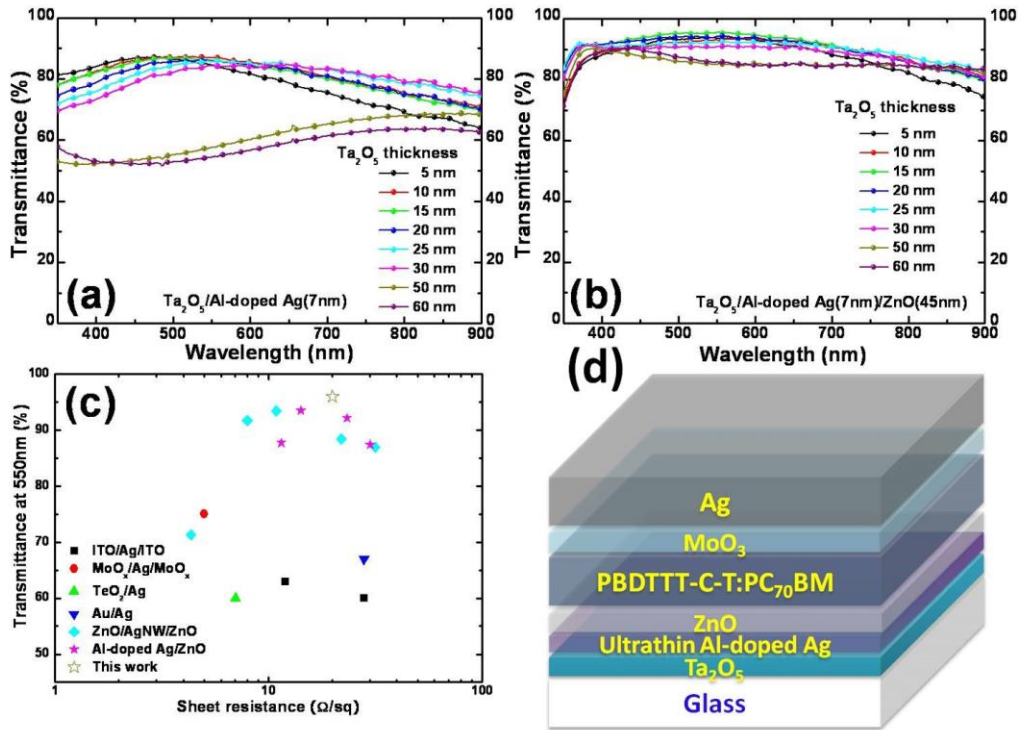 100
80
60
40
20
0
Transmittance (%)
100
80
60
40
20
0
400 500 600 700 800 900
Wavelength (nm)
Ta₂O₅ thickness
5 nm
10 nm
15 nm
20 nm
25 nm
30 nm
50 nm
60 nm
(a)
Ta₂O₅/Al-doped Ag(7nm)
100
80
60
40
20
0
Transmittance (%)
100
80
60
40
20
0
400 500 600 700 800 900
Wavelength (nm)
Ta₂O₅ thickness
5 nm
10 nm
15 nm
20 nm
25 nm
30 nm
50 nm
60 nm
(b)
Ta₂O₅/Al-doped Ag(7nm)/ZnO(45nm)
(c)
100
95
90
85
80
75
70
65
60
55
50
45
Transmittance at 550nm (%)
ITO/Ag/ITO
MoOₓ/Ag/MoOₓ
TeO₂/Ag
Au/Ag
ZnO/AgNW/ZnO
Al-doped Ag/ZnO
This work
1 10 100
Sheet resistance (Ω/sq)
(d)
Ag
MoO₃
PBDTTT-C-T:PC₇₀BM
ZnO
Ultrathin Al-doped Ag
Ta₂O₅
Glass